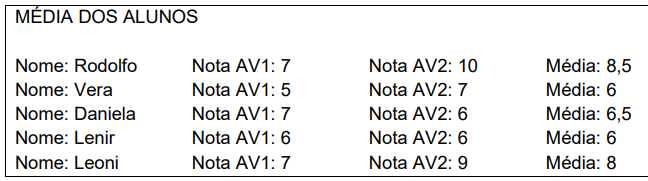 MÉDIA DOS ALUNOS
Nome: Rodolfo Nota AV1: 7 Nota AV2: 10 Média: 8,5
Nome: Vera Nota AV1: 5 Nota AV2: 7 Média: 6
Nome: Daniela Nota AV1: 7 Nota AV2: 6 Média: 6,5
Nome: Lenir Nota AV1: 6 Nota AV2: 6 Média: 6
Nome: Leoni Nota AV1: 7 Nota AV2: 9 Média: 8